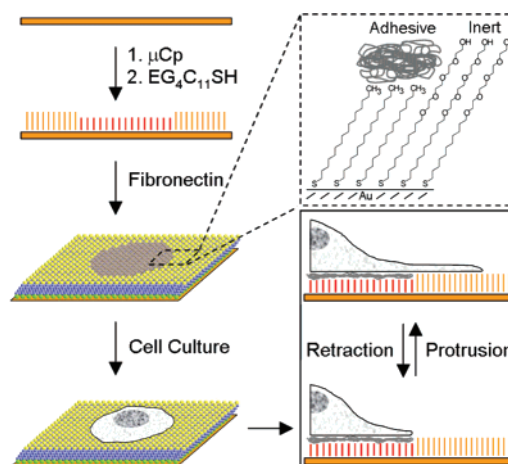 1. μCp
2. EG₄C₁₁SH
Fibronectin
Cell Culture
Adhesive Inert
OH OH OH
CH₃ CH₃ CH₃
O O O
O O O
O O O
O O O
S S S S S S
Au
Retraction Protrusion